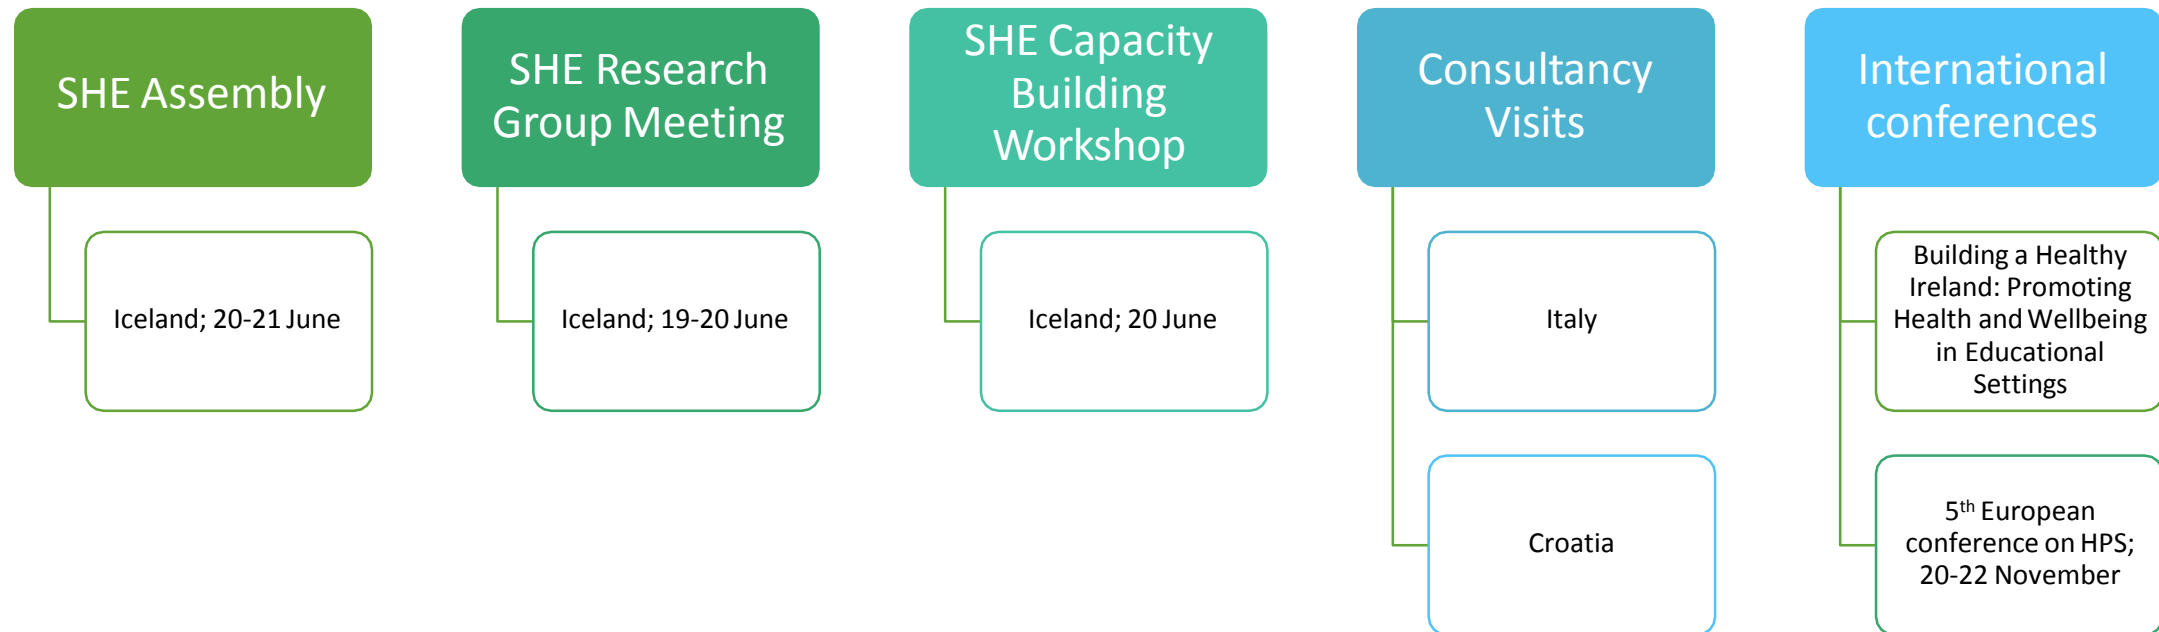 SHE Assembly
Iceland; 20-21 June
SHE Research
Group Meeting
Iceland; 19-20 June
SHE Capacity
Building
Workshop
Iceland; 20 June
Consultancy
Visits
Italy
Croatia
International
conferences
Building a Healthy
Ireland: Promoting
Health and Wellbeing
in Educational
Settings
5th European
conference on HPS;
20-22 November